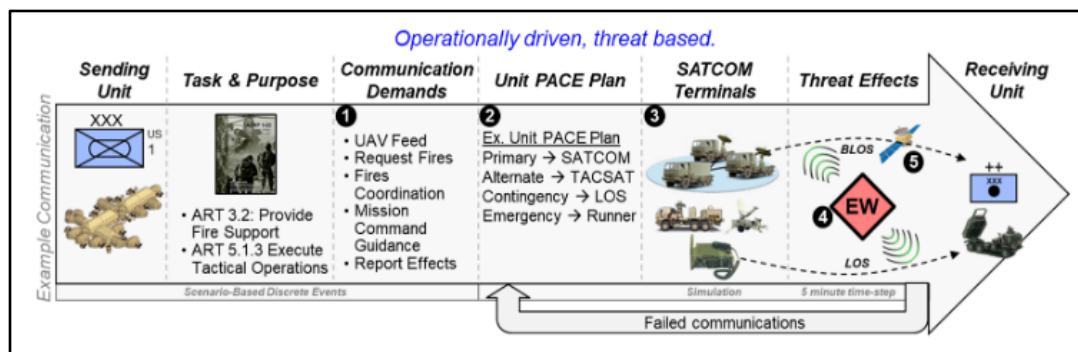 Operationally driven, threat based.
Sending Unit
Task & Purpose
Communication Demands
Unit PACE Plan
SATCOM Terminals
Threat Effects
Receiving Unit
Example Communication
XXX
US
1
• ART 3.2: Provide
Fire Support
• ART 5.1.3 Execute
Tactical Operations
1
• UAV Feed
• Request Fires
• Fires
Coordination
• Mission
Command
Guidance
• Report Effects
2
Ex. Unit PACE Plan
Primary → SATCOM
Alternate → TACSAT
Contingency → LOS
Emergency → Runner
3
BLOS
5
4
EW
LOS
++
XXX
Scenario-Based Discrete Events
Simulation
5 minute time-step
Failed communications